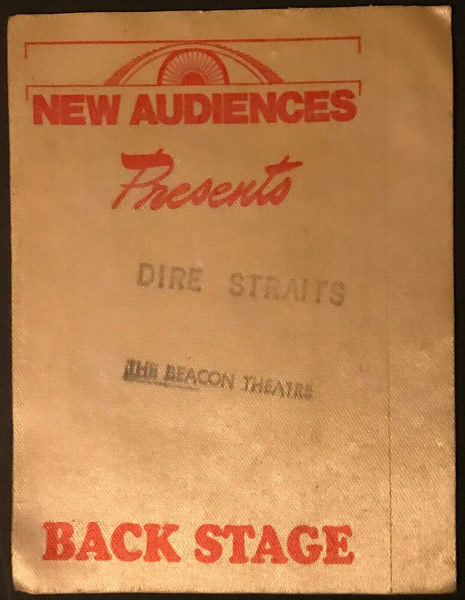 NEW AUDIENCES
Presents
DIRE STRAITS
THE BEACON THEATRE
BACK STAGE